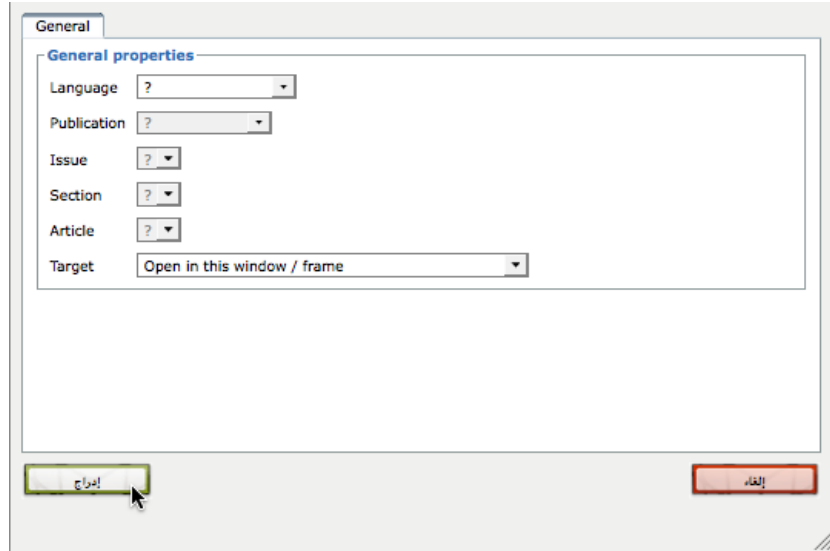 General
General properties
Language ?
Publication ?
Issue ?
Section ?
Article ?
Target Open in this window / frame
إدراج
إلغاء